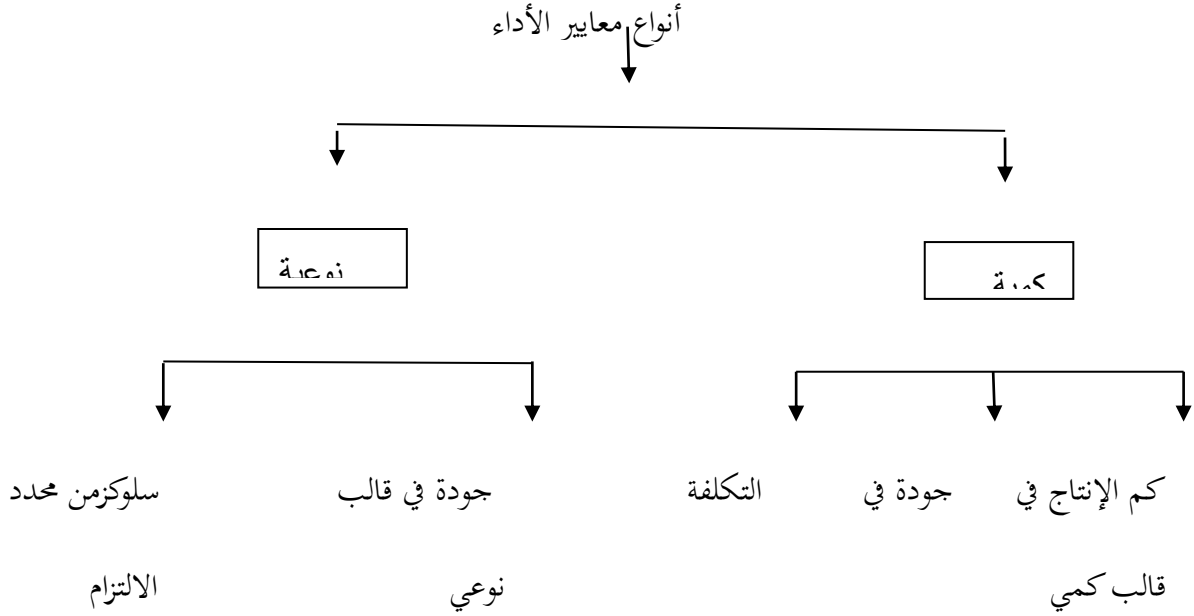 أنواع معايير الأداء
كمية
نوعية
كم الإنتاج في جودة في التكلفة جودة في قالب سلوكزمن محدد
قالب كمي نوعي الالتزام